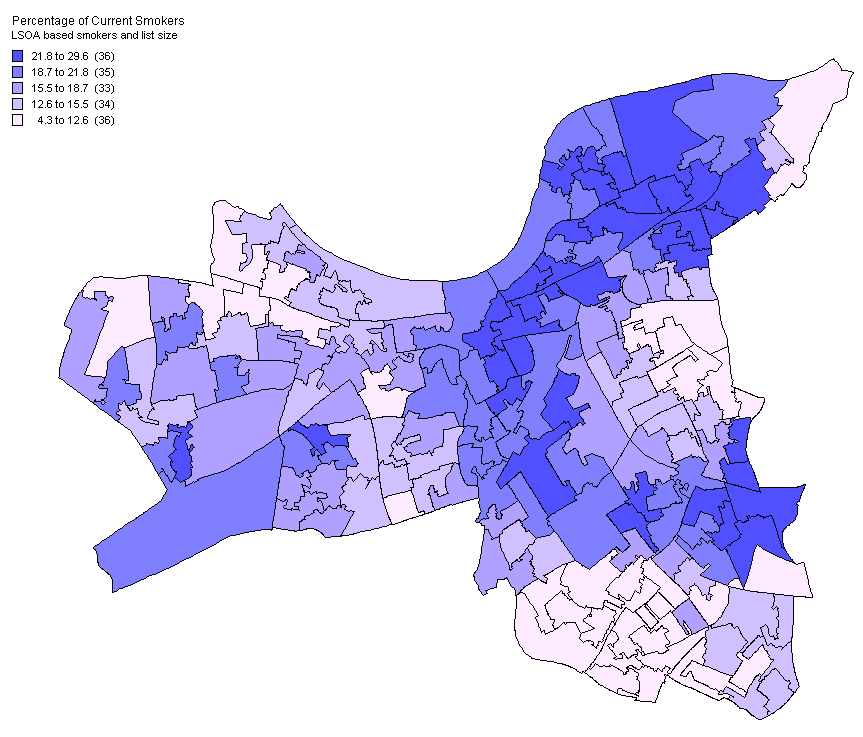 Percentage of Current Smokers
LSOA based smokers and list size
21.8 to 29.6 (36)
18.7 to 21.8 (35)
15.5 to 18.7 (33)
12.6 to 15.5 (34)
4.3 to 12.6 (36)